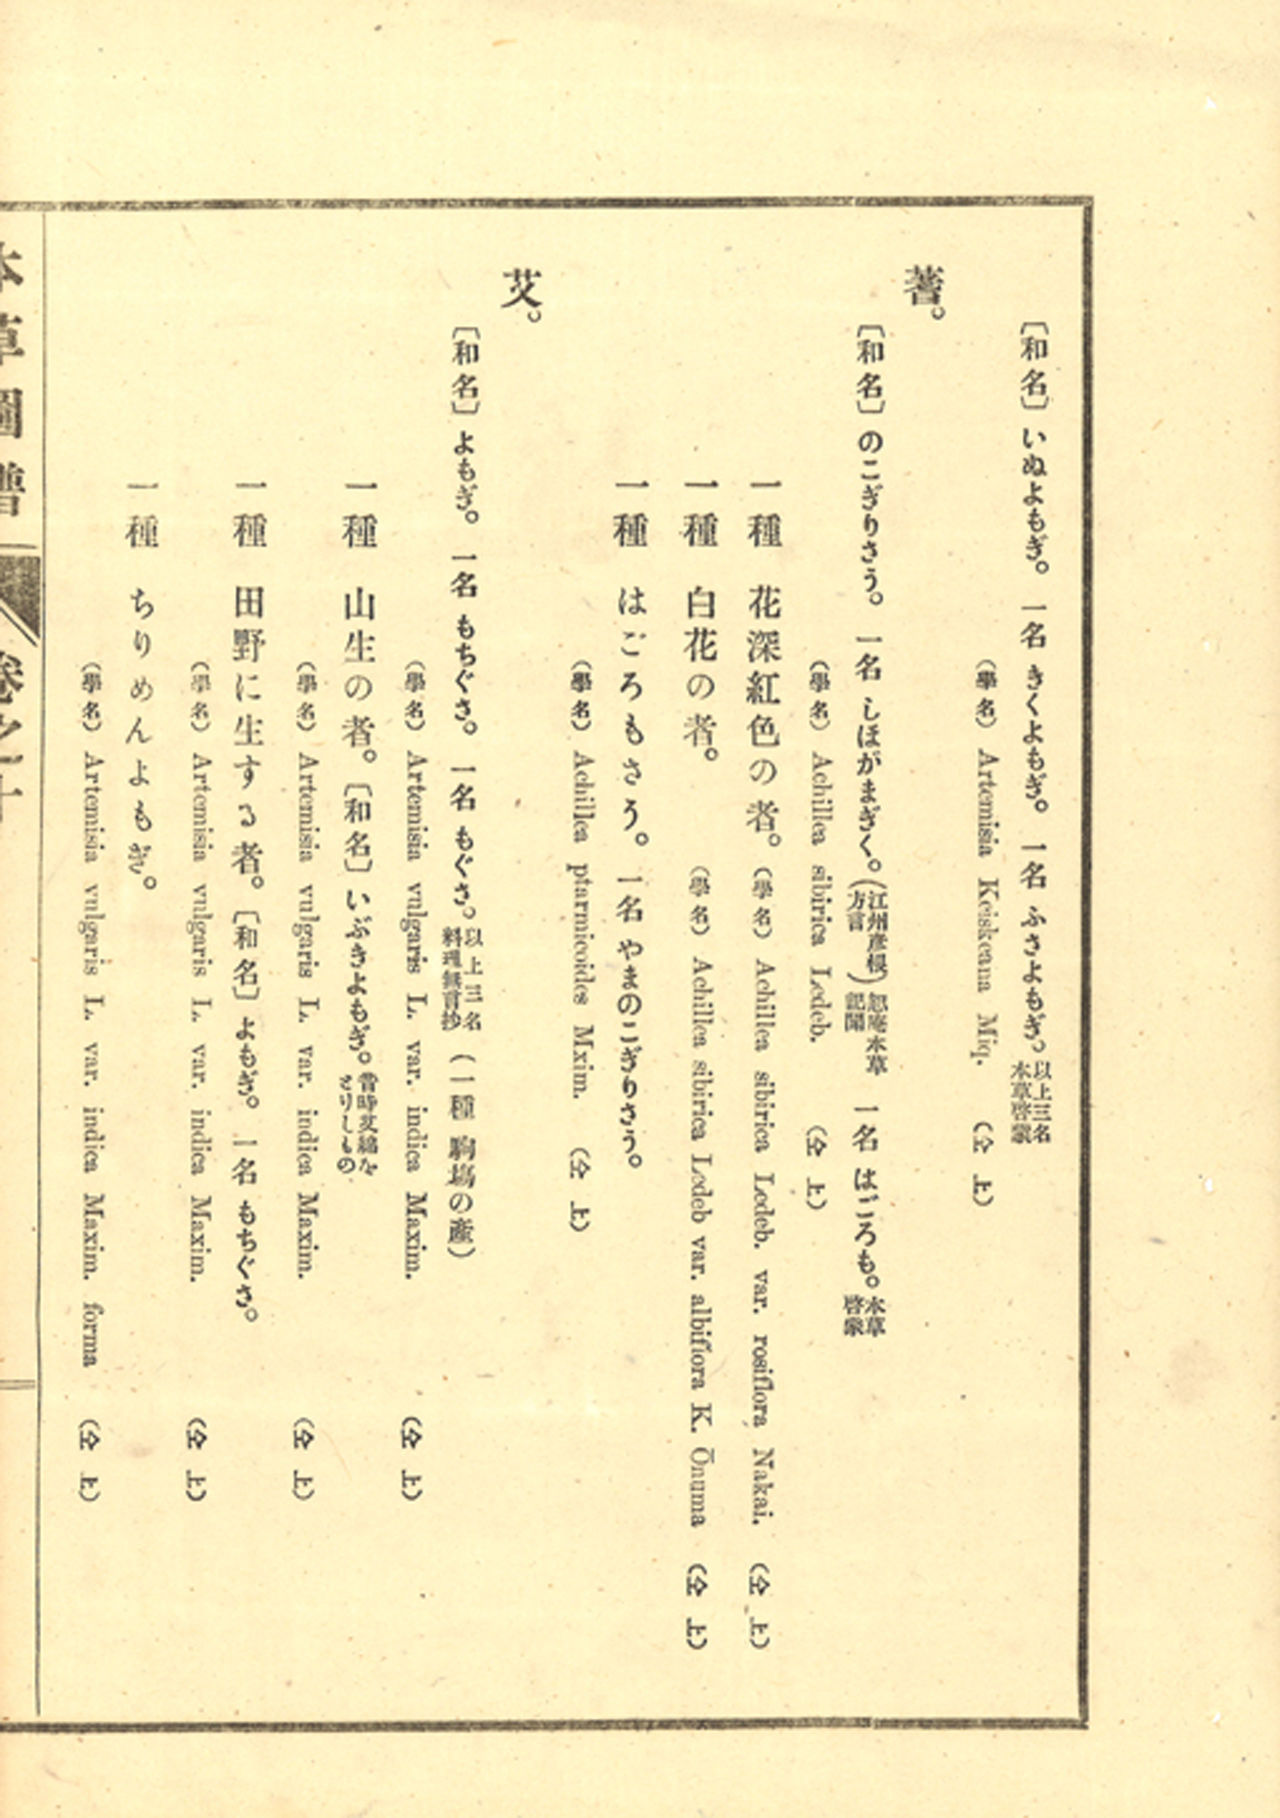 〔和名〕いぬよもぎ。一名 きくよもぎ。一名 ふさよもぎ。以上三名本草啓蒙
(學名) Artemisia Keiskeana Miq. (仝上)
蓍。
〔和名〕のこぎりさう。一名 しほがまぎく。(江州彦根方言)怨庵本草記聞 一名 はごろも。本草啓蒙
(學名) Achillea sibirica Ledeb. (仝上)
一種 花深紅色の者。(學名) Achillea sibirica Ledeb. var. rosiflora Nakai. (仝上)
一種 白花の者。 (學名) Achillea sibirica Ledeb var. albiflora K. Ōnuma (仝上)
一種 はごろもさう。一名 やまのこぎりさう。
(學名) Achillea ptarmicoides Mxim. (仝上)
艾。
〔和名〕よもぎ。一名 もちぐさ。一名 もぐさ。以上三名料理無言抄 (一種 駒塲の産)
(學名) Artemisia vulgaris L. var. indica Maxim. (仝上)
一種 山生の者。〔和名〕いぶきよもぎ。昔時艾綿になりしもの
(學名) Artemisia vulgaris L. var. indica Maxim. (仝上)
一種 田野に生する者。〔和名〕よもぎ。一名 もちぐさ。
(學名) Artemisia vulgaris L. var. indica Maxim. (仝上)
一種 ちりめんよもぎ。
(學名) Artemisia vulgaris L. var. indica Maxim. forma (仝上)
本草圖譜 卷之十